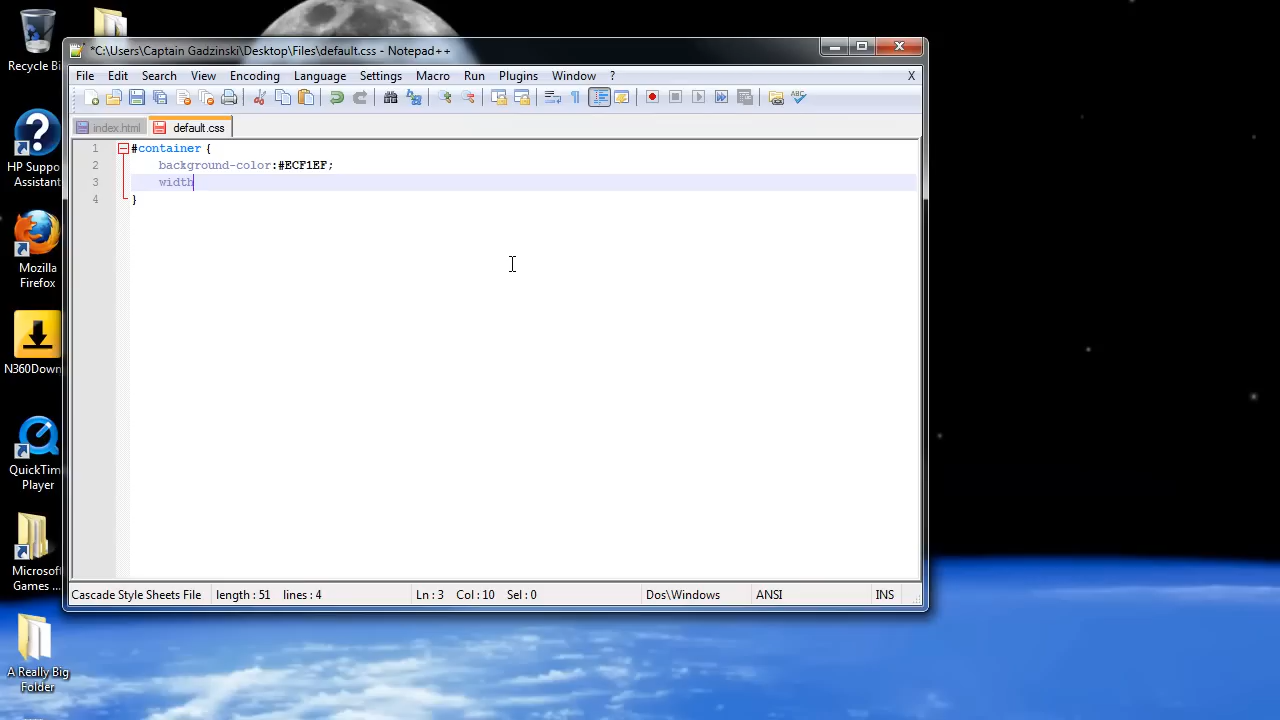 Recycle Bi
HP Suppo
Assistant
Mozilla
Firefox
N360Down
QuickTim
Player
Microsof
Games ...
A Really Big
Folder
*C:\Users\Captain Gadzinski\Desktop\Files\default.css - Notepad++
File Edit Search View Encoding Language Settings Macro Run Plugins Window ? X
index.html default.css
1 #container {
2 background-color:#ECF1EF;
3 width
4 }
Cascade Style Sheets File length : 51 lines : 4 Ln : 3 Col : 10 Sel : 0 Dos\Windows ANSI INS